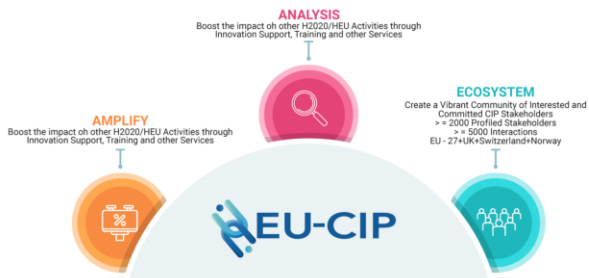 ANALYSIS
Boost the impact oh other H2020/HEU Activities through
Innovation Support, Training and other Services
AMPLIFY
Boost the impact oh other H2020/HEU Activities through
Innovation Support, Training and other Services
ECOSYSTEM
Create a Vibrant Community of Interested and
Committed CIP Stakeholders
> = 2000 Profiled Stakeholders
> = 5000 Interactions
EU - 27+UK+Switzerland+Norway
%
EU-CIP